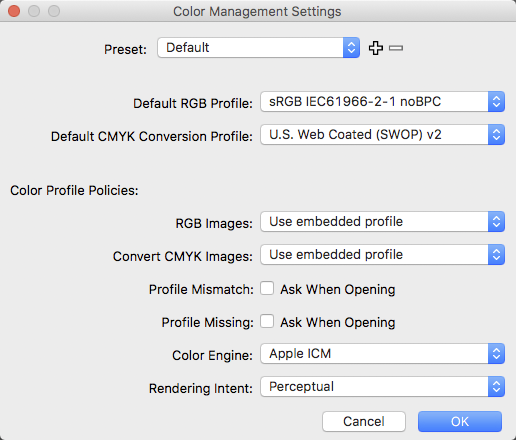 Color Management Settings
Preset: Default
Default RGB Profile: sRGB IEC61966-2-1 noBPC
Default CMYK Conversion Profile: U.S. Web Coated (SWOP) v2
Color Profile Policies:
RGB Images: Use embedded profile
Convert CMYK Images: Use embedded profile
Profile Mismatch: Ask When Opening
Profile Missing: Ask When Opening
Color Engine: Apple ICM
Rendering Intent: Perceptual
Cancel OK